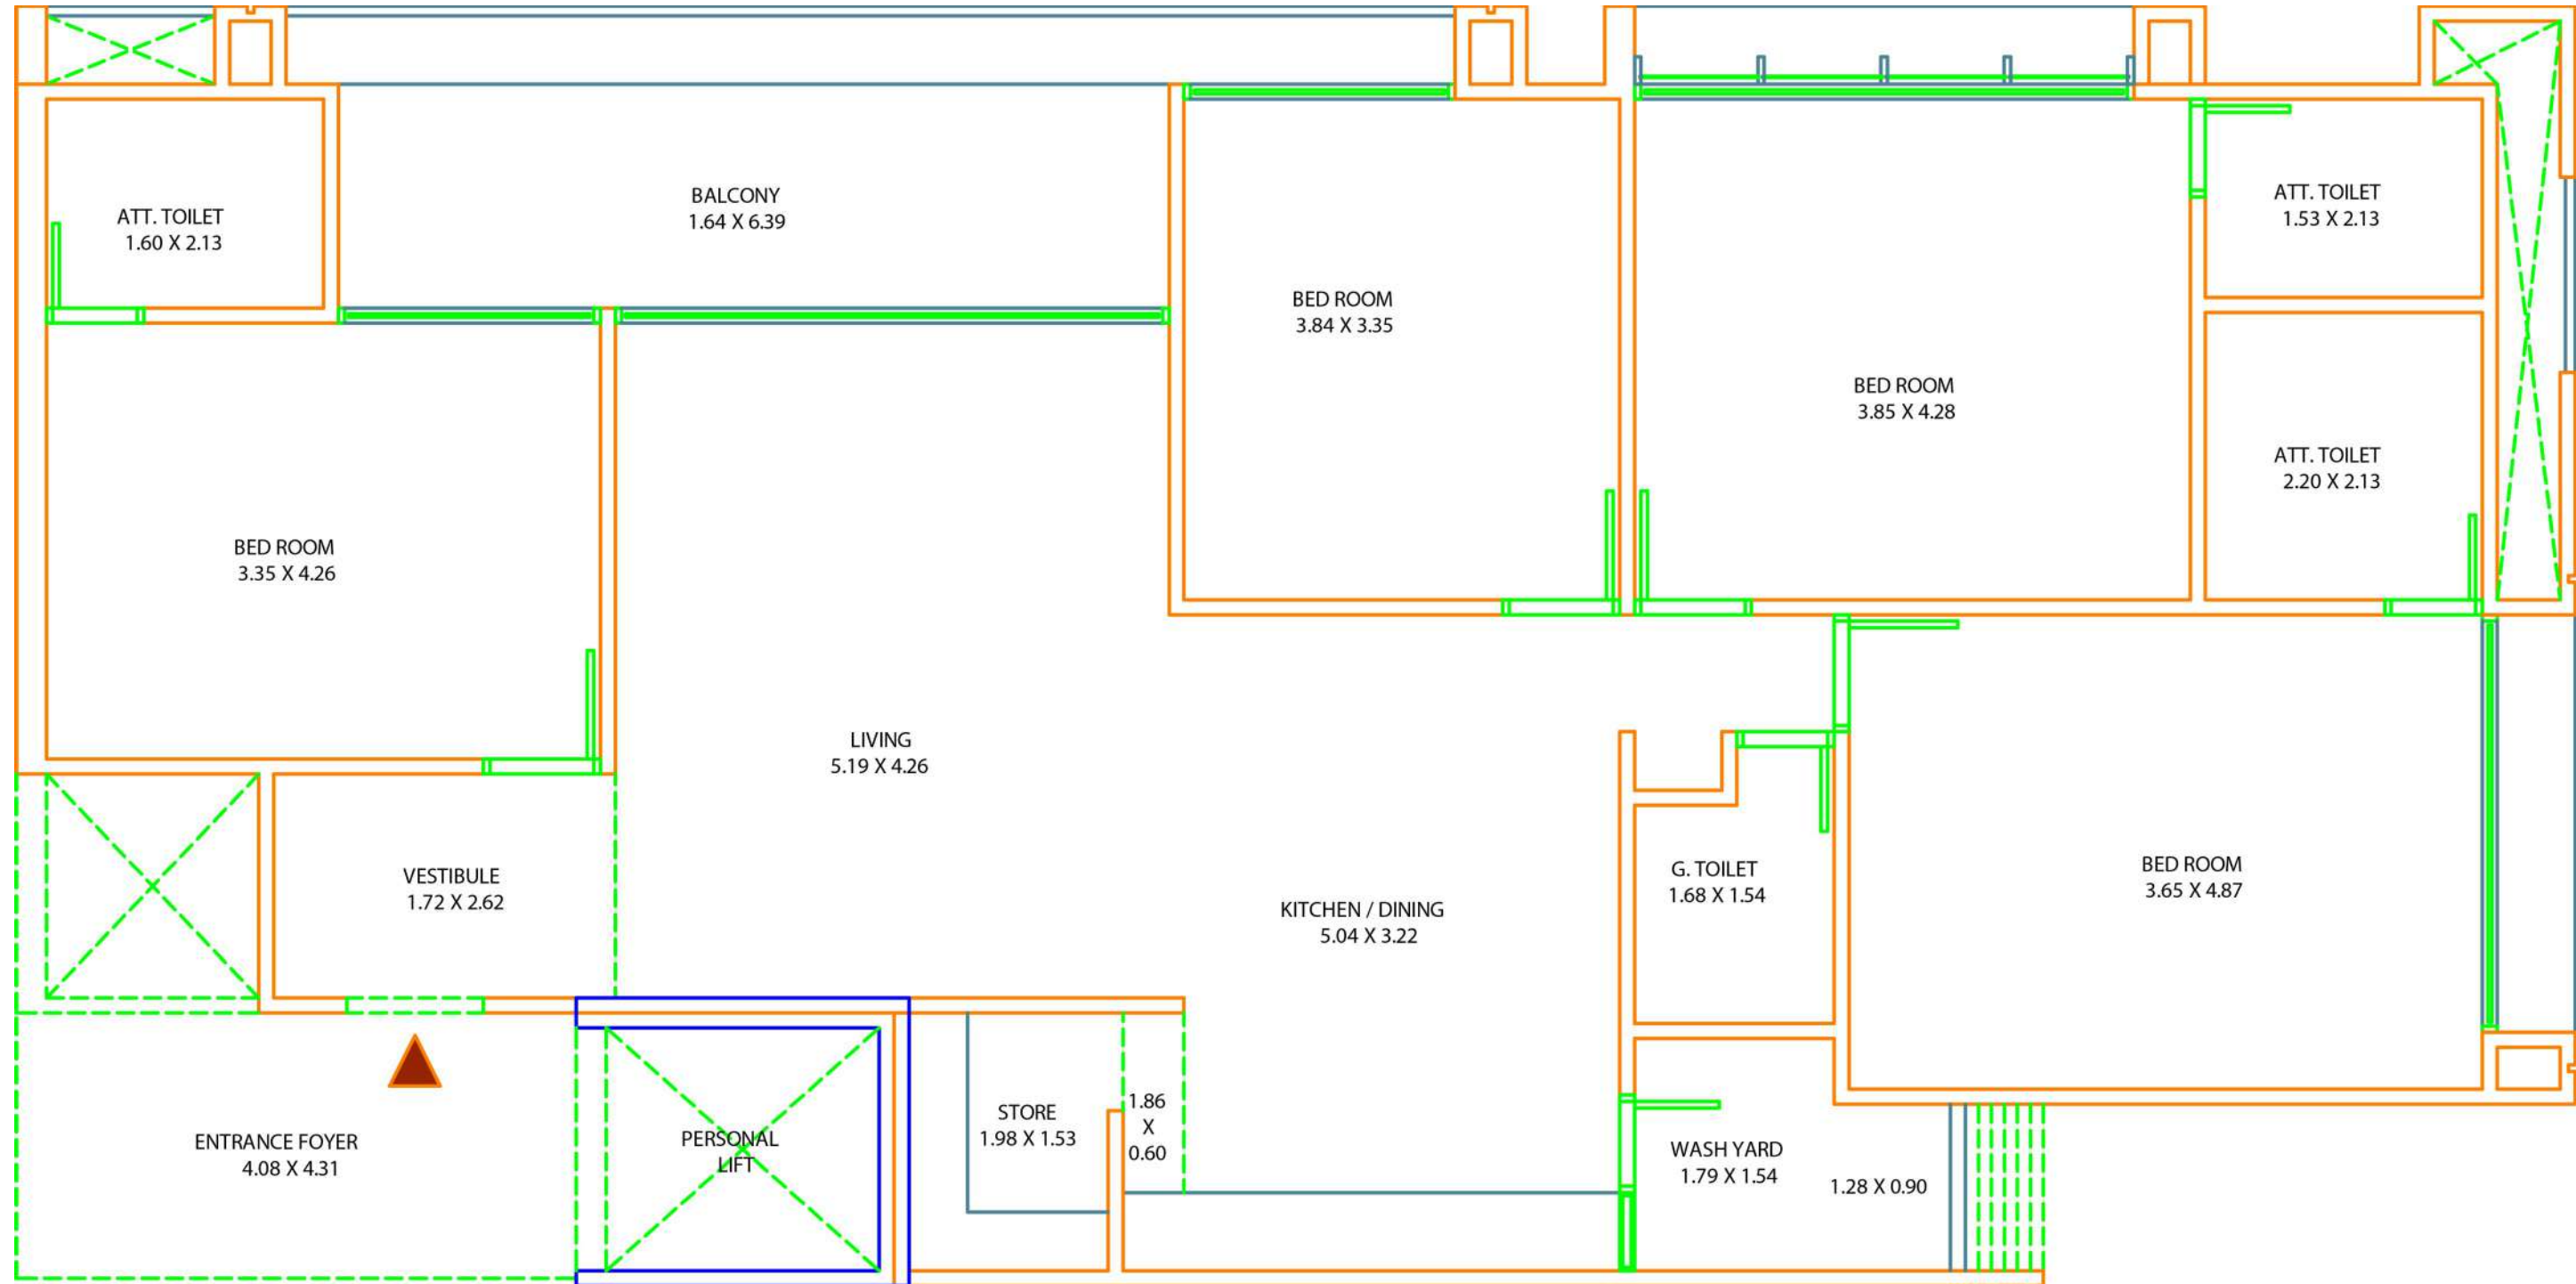 BALCONY
1.64 X 6.39
ATT. TOILET
1.60 X 2.13
ATT. TOILET
1.53 X 2.13
BED ROOM
3.84 X 3.35
BED ROOM
3.85 X 4.28
ATT. TOILET
2.20 X 2.13
BED ROOM
3.35 X 4.26
LIVING
5.19 X 4.26
VESTIBULE
1.72 X 2.62
KITCHEN / DINING
5.04 X 3.22
G. TOILET
1.68 X 1.54
BED ROOM
3.65 X 4.87
ENTRANCE FOYER
4.08 X 4.31
PERSONAL
LIFT
STORE
1.98 X 1.53
1.86
X
0.60
WASH YARD
1.79 X 1.54
1.28 X 0.90